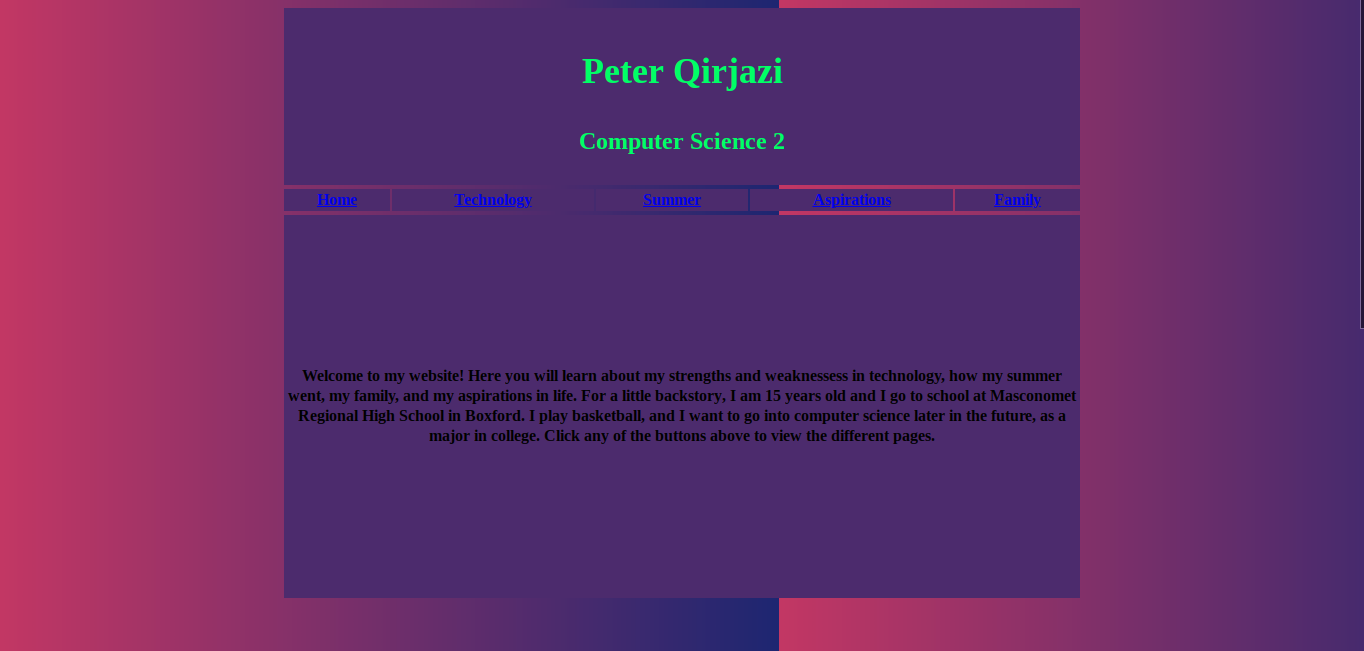 Peter Qirjazi
Computer Science 2
Home Technology Summer Aspirations Family
Welcome to my website! Here you will learn about my strengths and weaknessess in technology, how my summer
went, my family, and my aspirations in life. For a little backstory, I am 15 years old and I go to school at Masconomet
Regional High School in Boxford. I play basketball, and I want to go into computer science later in the future, as a
major in college. Click any of the buttons above to view the different pages.